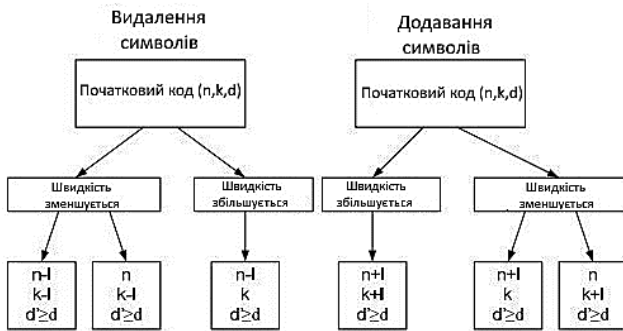 Видалення
символів
Додавання
символів
Початковий код (n,k,d)
Початковий код (n,k,d)
Швидкість
зменшується
Швидкість
збільшується
Швидкість
збільшується
Швидкість
зменшується
n-l
k-l
d'≥d
n
k-l
d'≥d
n-l
k
d'≥d
n+l
k+l
d'≥d
n+l
k
d'≥d
n
k+l
d'≥d